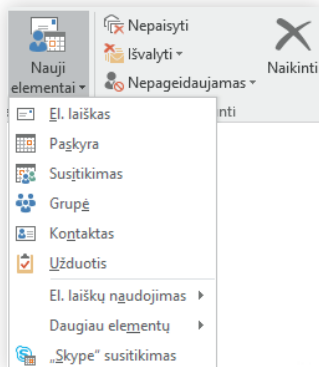 Nepaisyti
Išvalyti
Nepageidaujamas
Nauji
elementai
Naikinti
nti
El. laiškas
Paskyra
Susitikimas
Grupė
Kontaktas
Užduotis
El. laiškų naudojimas
Daugiau elementų
„Skype“ susitikimas